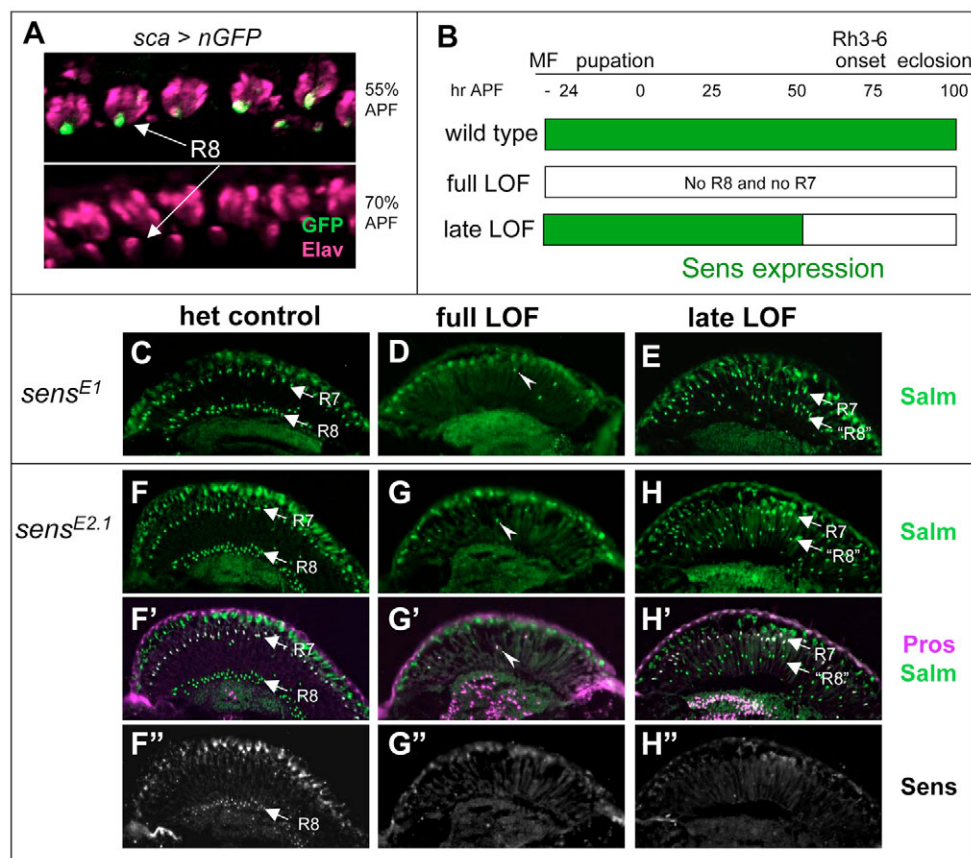 A
sca > nGFP
55%
APF
R8
70%
APF
GFP
Elav
B
Rh3-6
MF pupation onset eclosion
hr APF - 24 0 25 50 75 100
wild type
full LOF No R8 and no R7
late LOF
Sens expression
het control full LOF late LOF
sensE1
C R7 R8
D
E R7 “R8”
Salm
sensE2.1
F R7 R8
G
H R7 “R8”
Salm
F’ R7 R8
G’
H’ R7 “R8”
Pros
Salm
F” R8
G”
H”
Sens